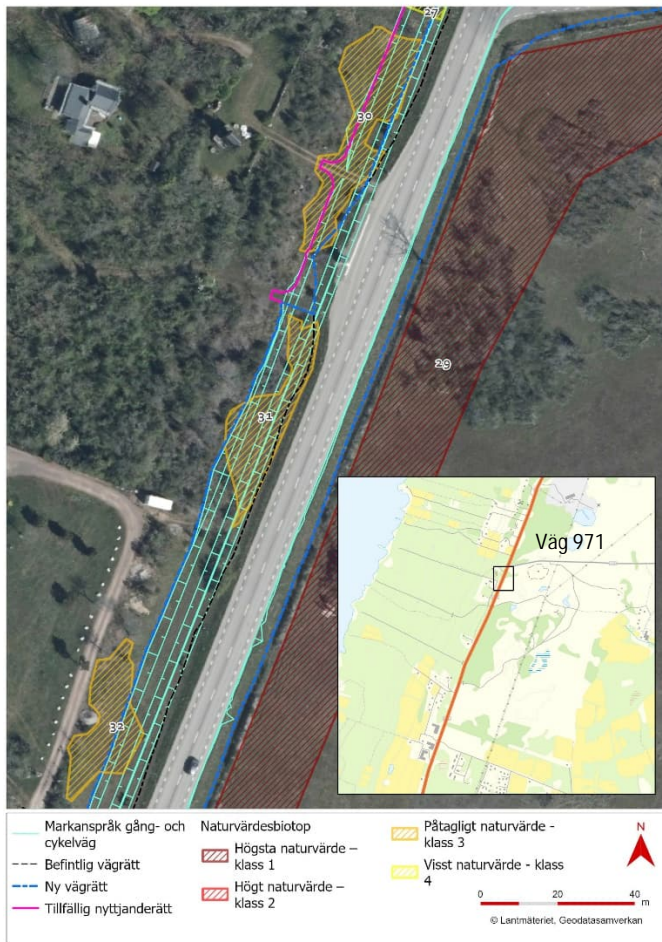 27
30
29
31
32
Väg 971
Markanspråk gång- och
cykelväg
Befintlig vägrätt
Ny vägrätt
Tillfällig nyttjanderätt
Naturvärdesbiotop
Högsta naturvärde –
klass 1
Högt naturvärde –
klass 2
Påtagligt naturvärde -
klass 3
Visst naturvärde - klass
4
N
0 20 40
m
© Lantmäteriet, Geodatasamverkan